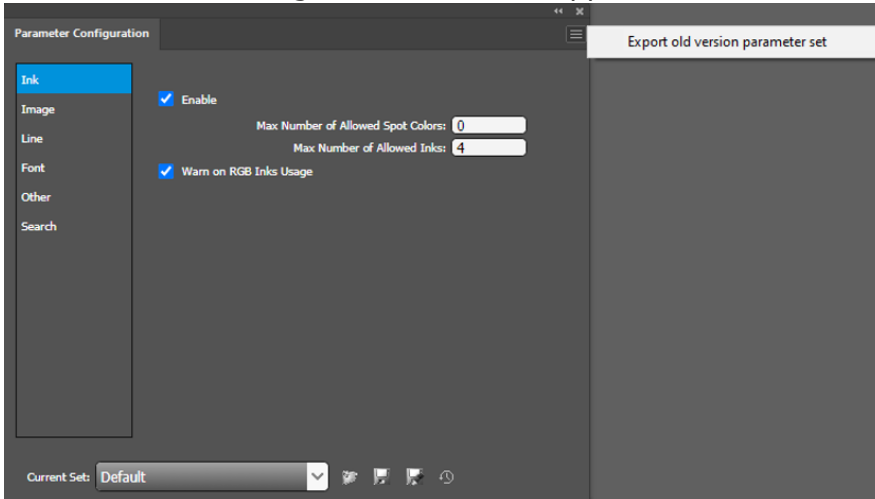 Parameter Configuration
Export old version parameter set
Ink
Image
Line
Font
Other
Search
Enable
Max Number of Allowed Spot Colors: 0
Max Number of Allowed Inks: 4
Warn on RGB Inks Usage
Current Set: Default